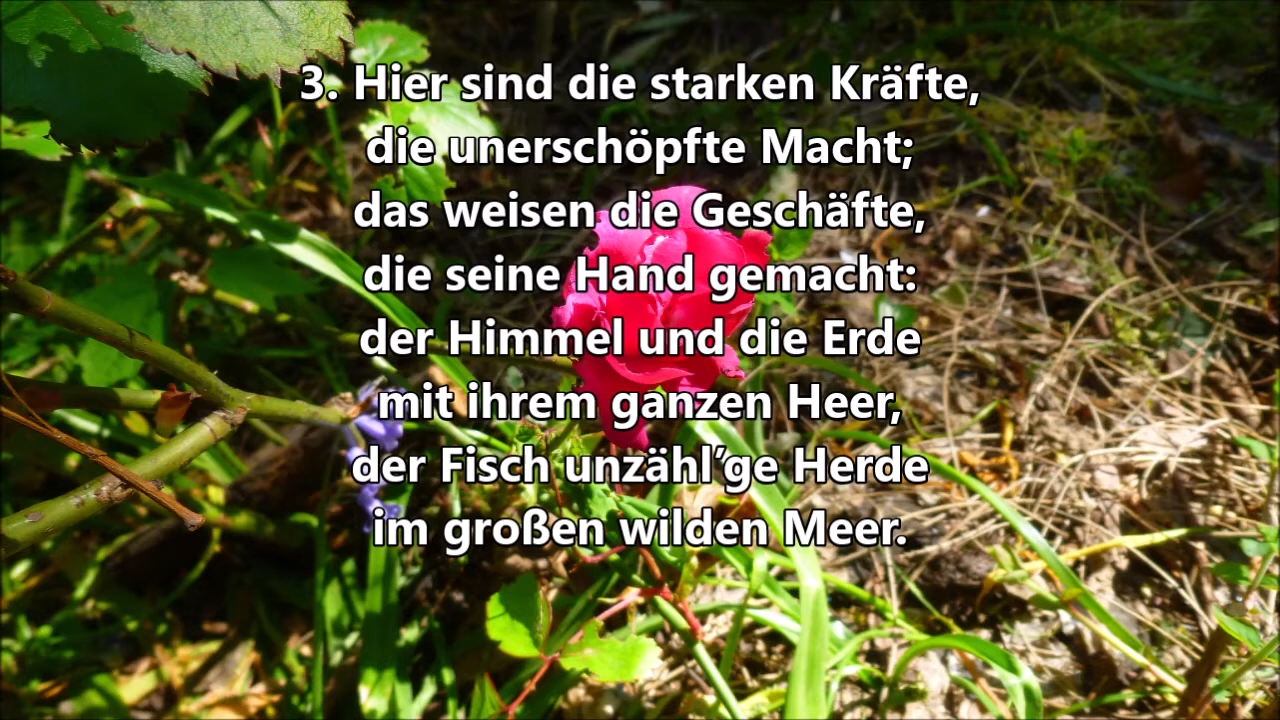 3. Hier sind die starken Kräfte,
die unerschöpfte Macht;
das weisen die Geschäfte,
die seine Hand gemacht:
der Himmel und die Erde
mit ihrem ganzen Heer,
der Fisch unzähl’ge Herde
im großen wilden Meer.